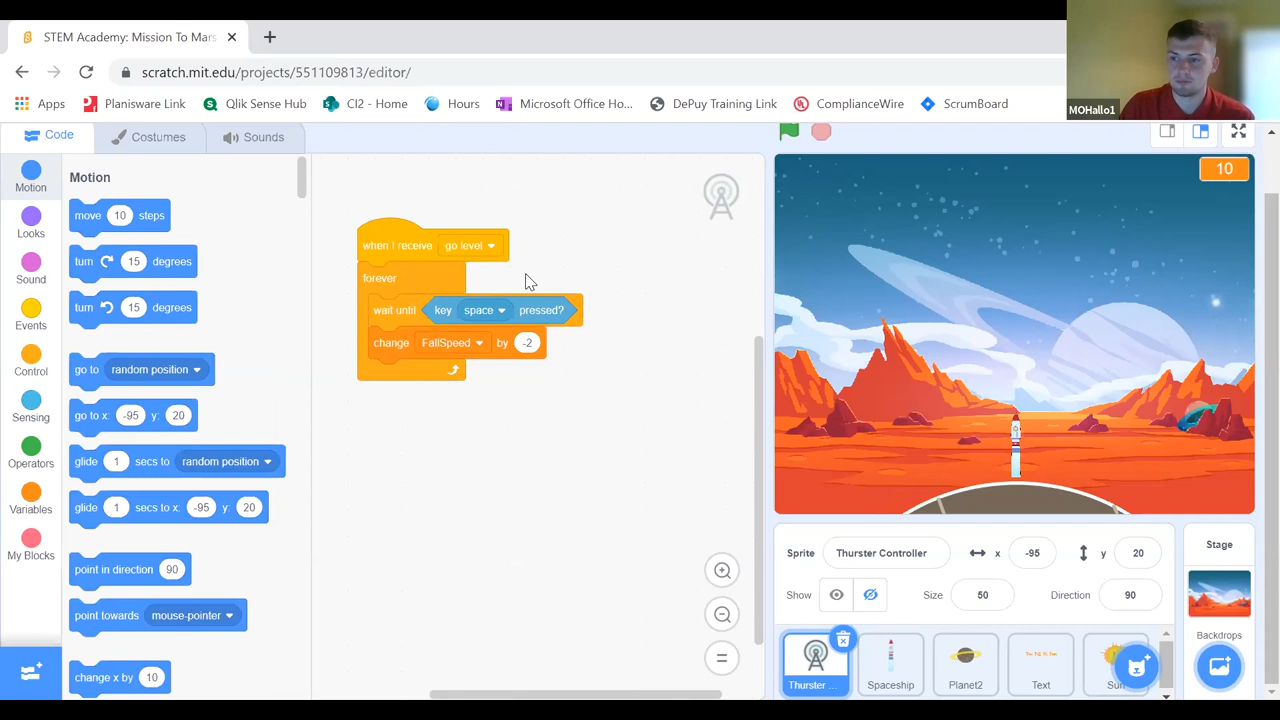 STEM Academy: Mission To Mars
scratch.mit.edu/projects/551109813/editor/
MOHallo1
Apps
Planisware Link
Qlik Sense Hub
CI2 - Home
Hours
Microsoft Office Ho...
DePuy Training Link
ComplianceWire
ScrumBoard
Code
Costumes
Sounds
Motion
Looks
Sound
Events
Control
Sensing
Operators
Variables
My Blocks
Motion
move 10 steps
turn 15 degrees
turn 15 degrees
go to random position
go to x: -95 y: 20
glide 1 secs to random position
glide 1 secs to x: -95 y: 20
point in direction 90
point towards mouse-pointer
change x by 10
when I receive go level
forever
wait until key space pressed?
change FallSpeed by -2
10
Sprite Thurster Controller x -95 y 20
Show Size 50 Direction 90
Thurster ...
Spaceship
Planet2
Text
Stage
Backdrops